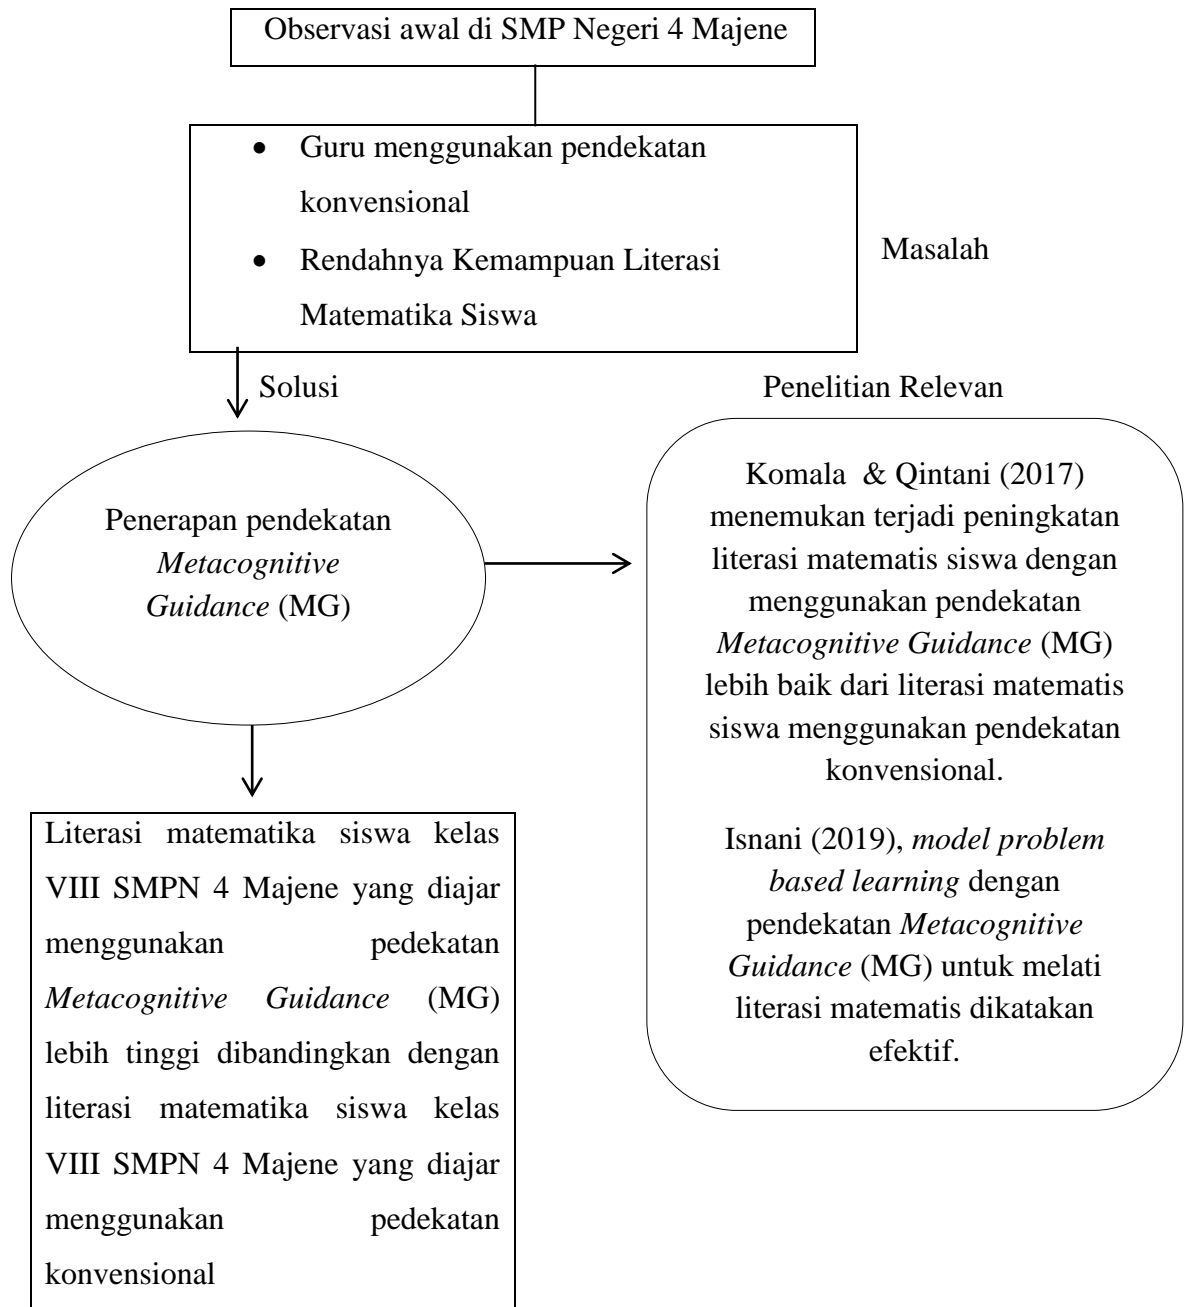 Observasi awal di SMP Negeri 4 Majene
• Guru menggunakan pendekatan
konvensional
• Rendahnya Kemampuan Literasi
Matematika Siswa
Masalah
Solusi
Penelitian Relevan
Penerapan pendekatan
Metacognitive
Guidance (MG)
Komala & Qintani (2017)
menemukan terjadi peningkatan
literasi matematis siswa dengan
menggunakan pendekatan
Metacognitive Guidance (MG)
lebih baik dari literasi matematis
siswa menggunakan pendekatan
konvensional.
Isnani (2019), model problem
based learning dengan
pendekatan Metacognitive
Guidance (MG) untuk melati
literasi matematis dikatakan
efektif.
Literasi matematika siswa kelas
VIII SMPN 4 Majene yang diajar
menggunakan pedekatan
Metacognitive Guidance (MG)
lebih tinggi dibandingkan dengan
literasi matematika siswa kelas
VIII SMPN 4 Majene yang diajar
menggunakan pedekatan
konvensional